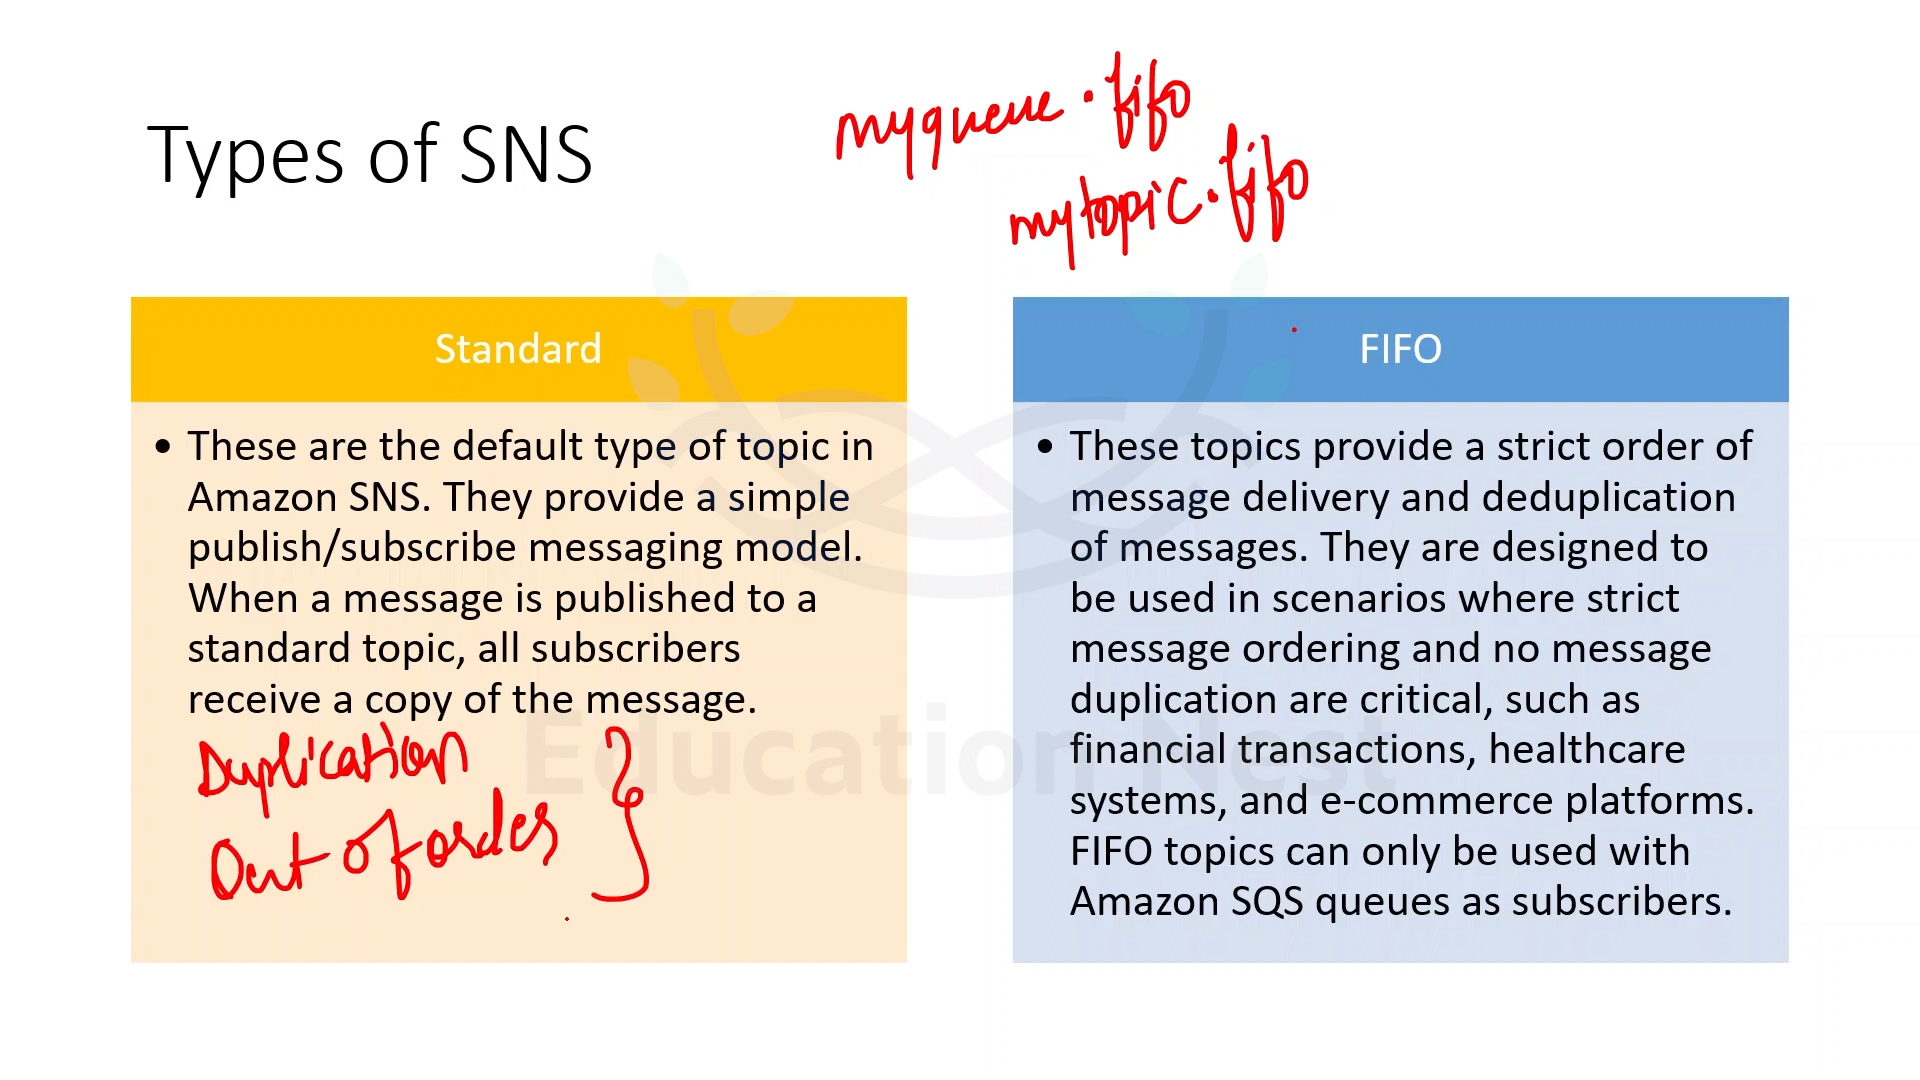 myqueue.fifo
Types of SNS
mytopic.fifo
Standard
• These are the default type of topic in
Amazon SNS. They provide a simple
publish/subscribe messaging model.
When a message is published to a
standard topic, all subscribers
receive a copy of the message.
Duplication
Out of order
FIFO
• These topics provide a strict order of
message delivery and deduplication
of messages. They are designed to
be used in scenarios where strict
message ordering and no message
duplication are critical, such as
financial transactions, healthcare
systems, and e-commerce platforms.
FIFO topics can only be used with
Amazon SQS queues as subscribers.
Education Nest